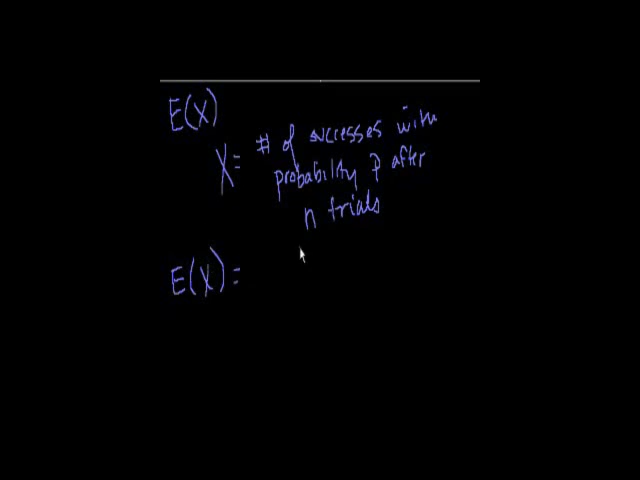 E(X)
X = # of successes with
probability P after
n trials
E(X) =